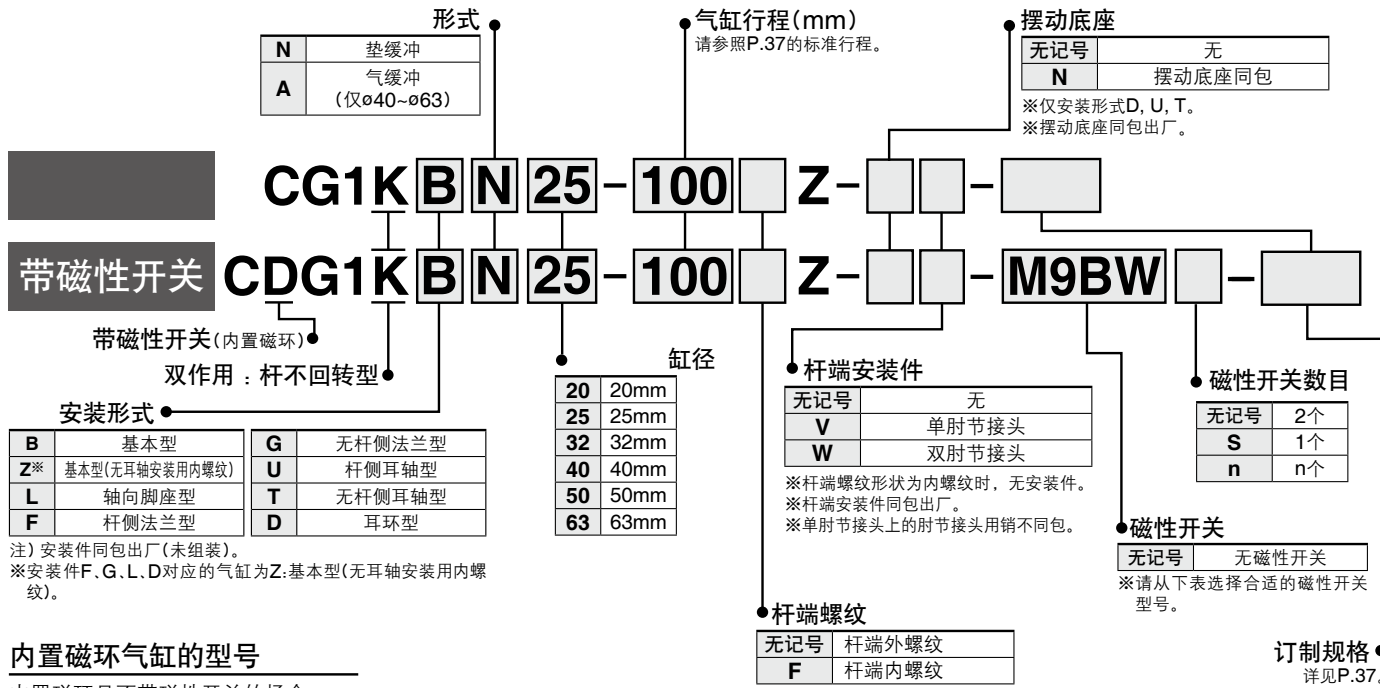 形式
N 垫缓冲
A 气缓冲
(仅ø40~ø63)
气缸行程(mm)
请参照P.37的标准行程。
摆动底座
无记号 无
N 摆动底座同包
※仅安装形式D, U, T。
※摆动底座同包出厂。
CG1K B N 25 - 100 Z - -
带磁性开关 CDG1K B N 25 - 100 Z - - M9BW -
带磁性开关(内置磁环)
双作用：杆不回转型
安装形式
B 基本型 G 无杆侧法兰型
Z※ 基本型(无耳轴安装用内螺纹) U 杆侧耳轴型
L 轴向脚座型 T 无杆侧耳轴型
F 杆侧法兰型 D 耳环型
注) 安装件同包出厂(未组装)。
※安装件F、G、L、D对应的气缸为Z:基本型(无耳轴安装用内螺
纹)。
缸径
20 20mm
25 25mm
32 32mm
40 40mm
50 50mm
63 63mm
杆端安装件
无记号 无
V 单肘节接头
W 双肘节接头
※杆端螺纹形状为内螺纹时，无安装件。
※杆端安装件同包出厂。
※单肘节接头上的肘节接头用销不同包。
磁性开关数目
无记号 2个
S 1个
n n个
磁性开关
无记号 无磁性开关
※请从下表选择合适的磁性开关
型号。
杆端螺纹
无记号 杆端外螺纹
F 杆端内螺纹
订制规格
详见P.37。
内置磁环气缸的型号